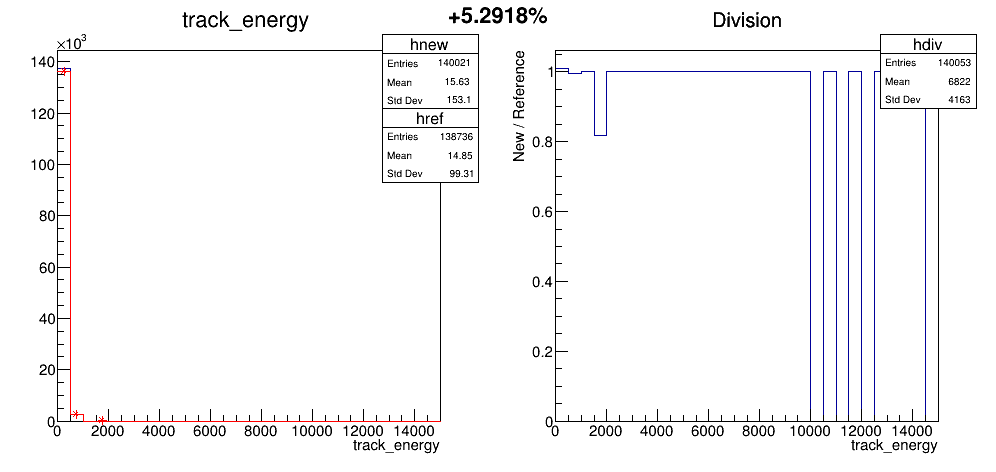 +5.2918%
track_energy
×10³
hnew
Entries 140021
Mean 15.63
Std Dev 153.1
href
Entries 138736
Mean 14.85
Std Dev 99.31
140
120
100
80
60
40
20
0
0 2000 4000 6000 8000 10000 12000 14000
track_energy
Division
hdiv
Entries 140053
Mean 6822
Std Dev 4163
New / Reference
1
0.8
0.6
0.4
0.2
0
0 2000 4000 6000 8000 10000 12000 14000
track_energy